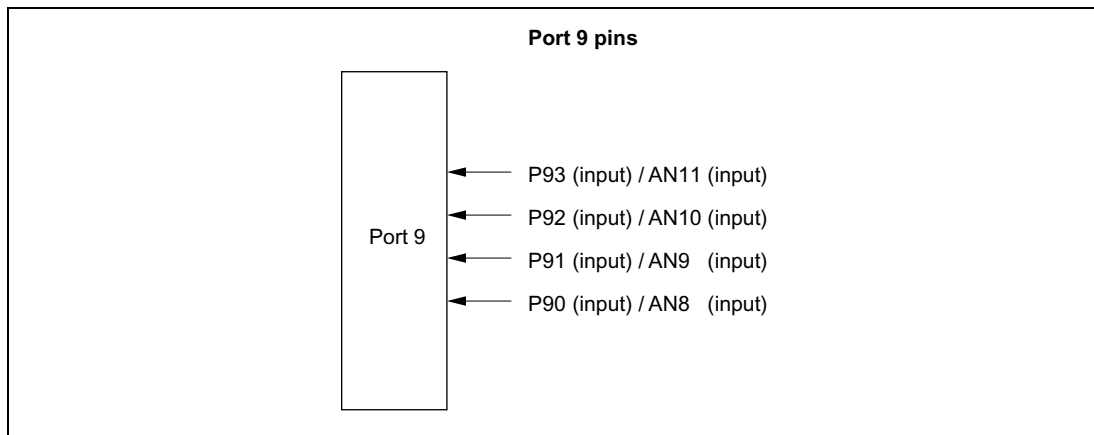 Port 9 pins
P93 (input) / AN11 (input)
P92 (input) / AN10 (input)
Port 9
P91 (input) / AN9 (input)
P90 (input) / AN8 (input)